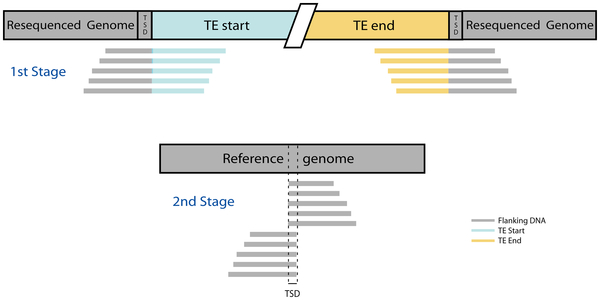 Resequenced Genome TSD TE start TE end TSD Resequenced Genome
1st Stage
Reference genome
2nd Stage
Flanking DNA
TE Start
TE End
TSD